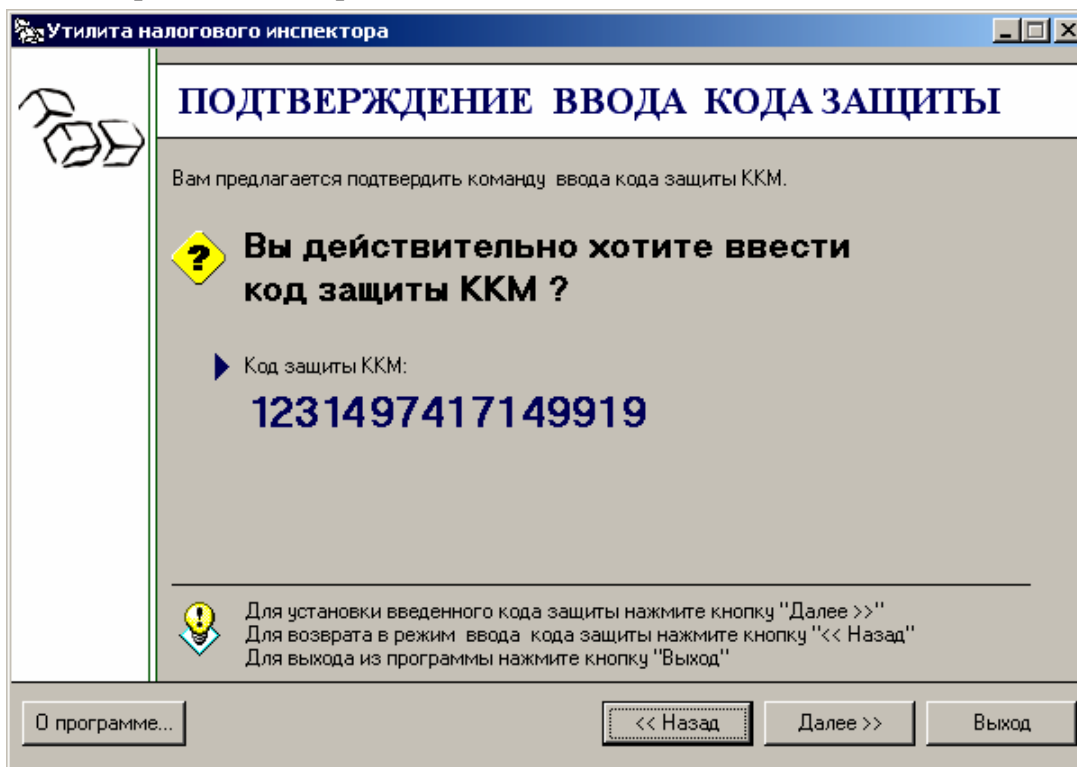 Утилита налогового инспектора
ПОДТВЕРЖДЕНИЕ ВВОДА КОДА ЗАЩИТЫ
Вам предлагается подтвердить команду ввода кода защиты ККМ.
Вы действительно хотите ввести
код защиты ККМ ?
Код защиты ККМ:
1231497417149919
Для установки введенного кода защиты нажмите кнопку "Далее >>"
Для возврата в режим ввода кода защиты нажмите кнопку "<< Назад"
Для выхода из программы нажмите кнопку "Выход"
О программе... << Назад Далее >> Выход